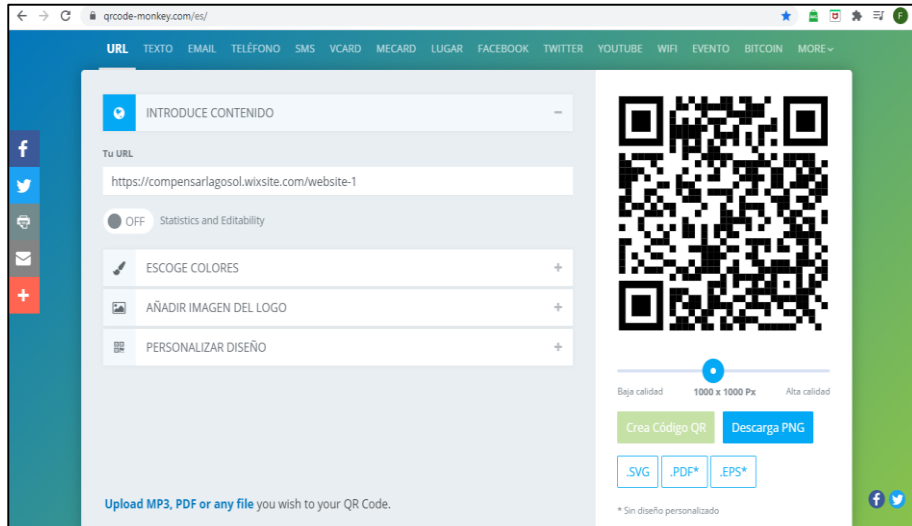 qrcode-monkey.com/es/
F
URL TEXTO EMAIL TELÉFONO SMS VCARD MECARD LUGAR FACEBOOK TWITTER YOUTUBE WIFI EVENTO BITCOIN MORE
INTRODUCE CONTENIDO
Tu URL
https://compensarlagosol.wixsite.com/website-1
OFF Statistics and Editability
ESCOGE COLORES
AÑADIR IMAGEN DEL LOGO
PERSONALIZAR DISEÑO
Baja calidad 1000 x 1000 Px Alta calidad
Crea Código QR Descarga PNG
.SVG .PDF* .EPS*
Upload MP3, PDF or any file you wish to your QR Code.
* Sin diseño personalizado